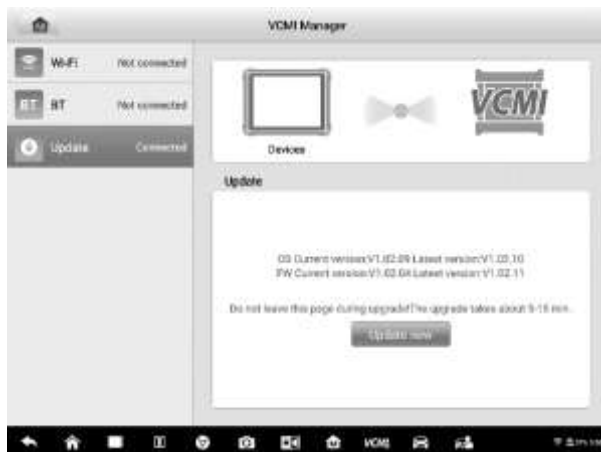 VCMI Manager
Wi-Fi Not connected
BT BT Not connected
Update Connected
VCMI
Devices
Update
OS Current version:V1.02.09 Latest version:V1.02.10
FW Current version:V1.02.04 Latest version:V1.02.11
Do not leave this page during upgrade!The upgrade takes about 5-15 min.
Update now
VCMI